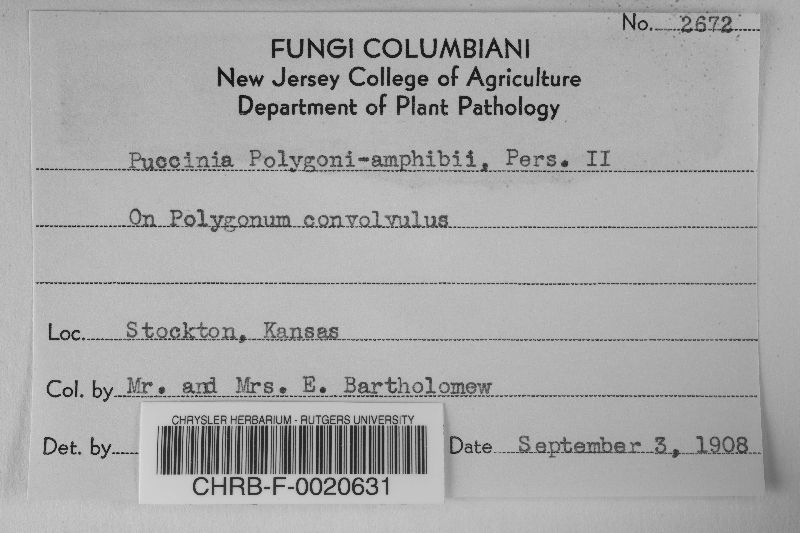 No. 2672
FUNGI COLUMBIANI
New Jersey College of Agriculture
Department of Plant Pathology
Puccinia Polygoni-amphibii, Pers. II
On Polygonum convolvulus
Loc. Stockton, Kansas
Col. by Mr. and Mrs. E. Bartholomew
Det. by
Date September 3, 1908
CHRYSLER HERBARIUM - RUTGERS UNIVERSITY
CHRB-F-0020631